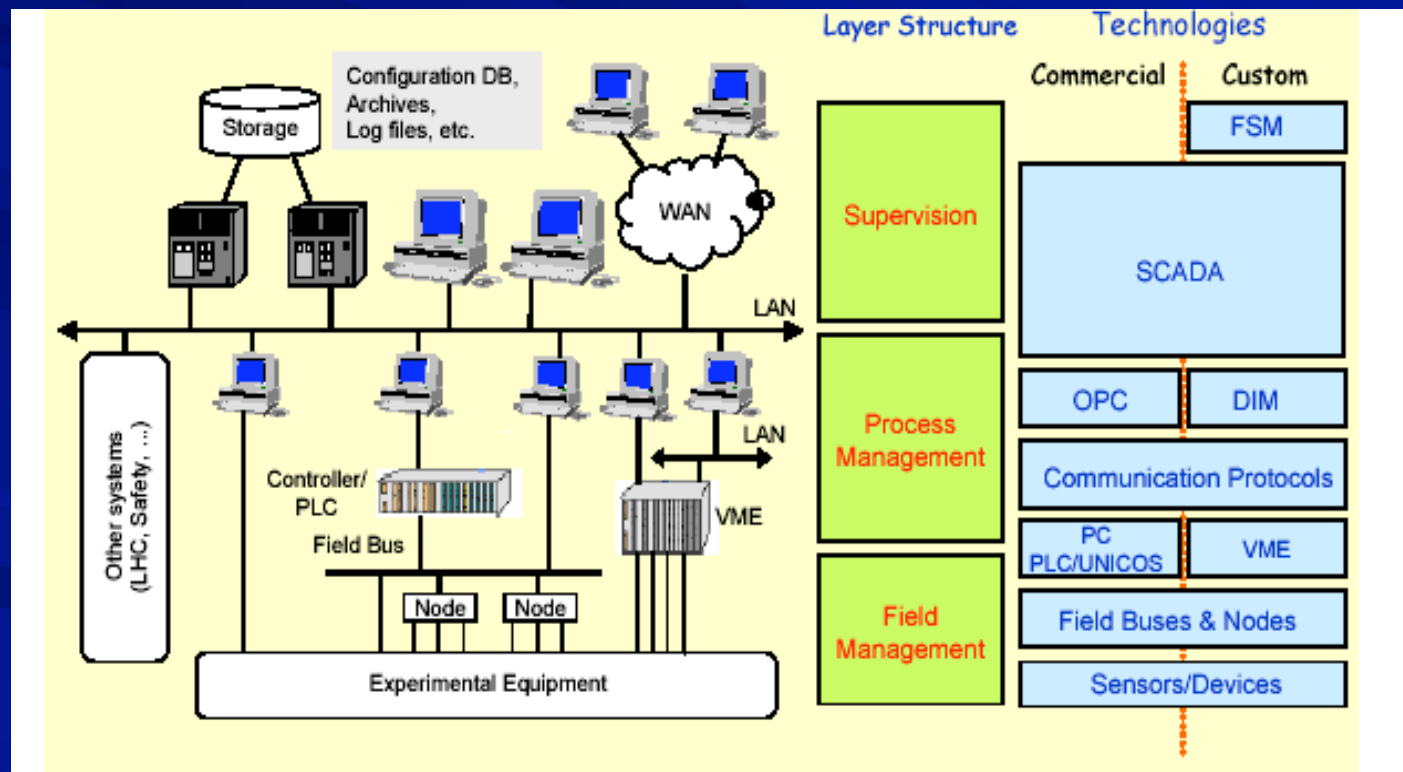 Layer Structure
Technologies
Commercial
Custom
Configuration DB,
Archives,
Log files, etc.
Storage
WAN
LAN
Other systems
(LHC, Safety, ...)
Controller/
PLC
LAN
VME
Field Bus
Node
Node
Experimental Equipment
Supervision
Process
Management
Field
Management
FSM
SCADA
OPC
DIM
Communication Protocols
PC
PLC/UNICOS
VME
Field Buses & Nodes
Sensors/Devices